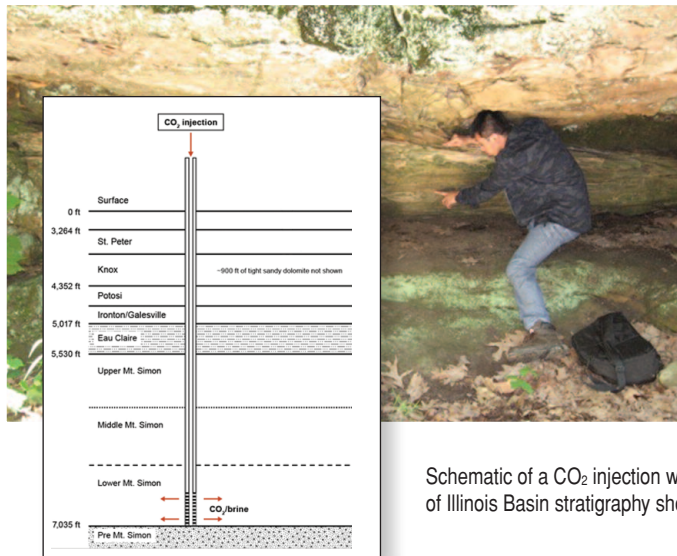 CO₂ injection
Surface
0 ft
3,264 ft
St. Peter
Knox
~900 ft of tight sandy dolomite not shown
4,352 ft
Potosi
Ironton/Galesville
5,017 ft
Eau Claire
5,530 ft
Upper Mt. Simon
Middle Mt. Simon
Lower Mt. Simon
CO₂/brine
7,035 ft
Pre Mt. Simon
Schematic of a CO₂ injection w
of Illinois Basin stratigraphy sho